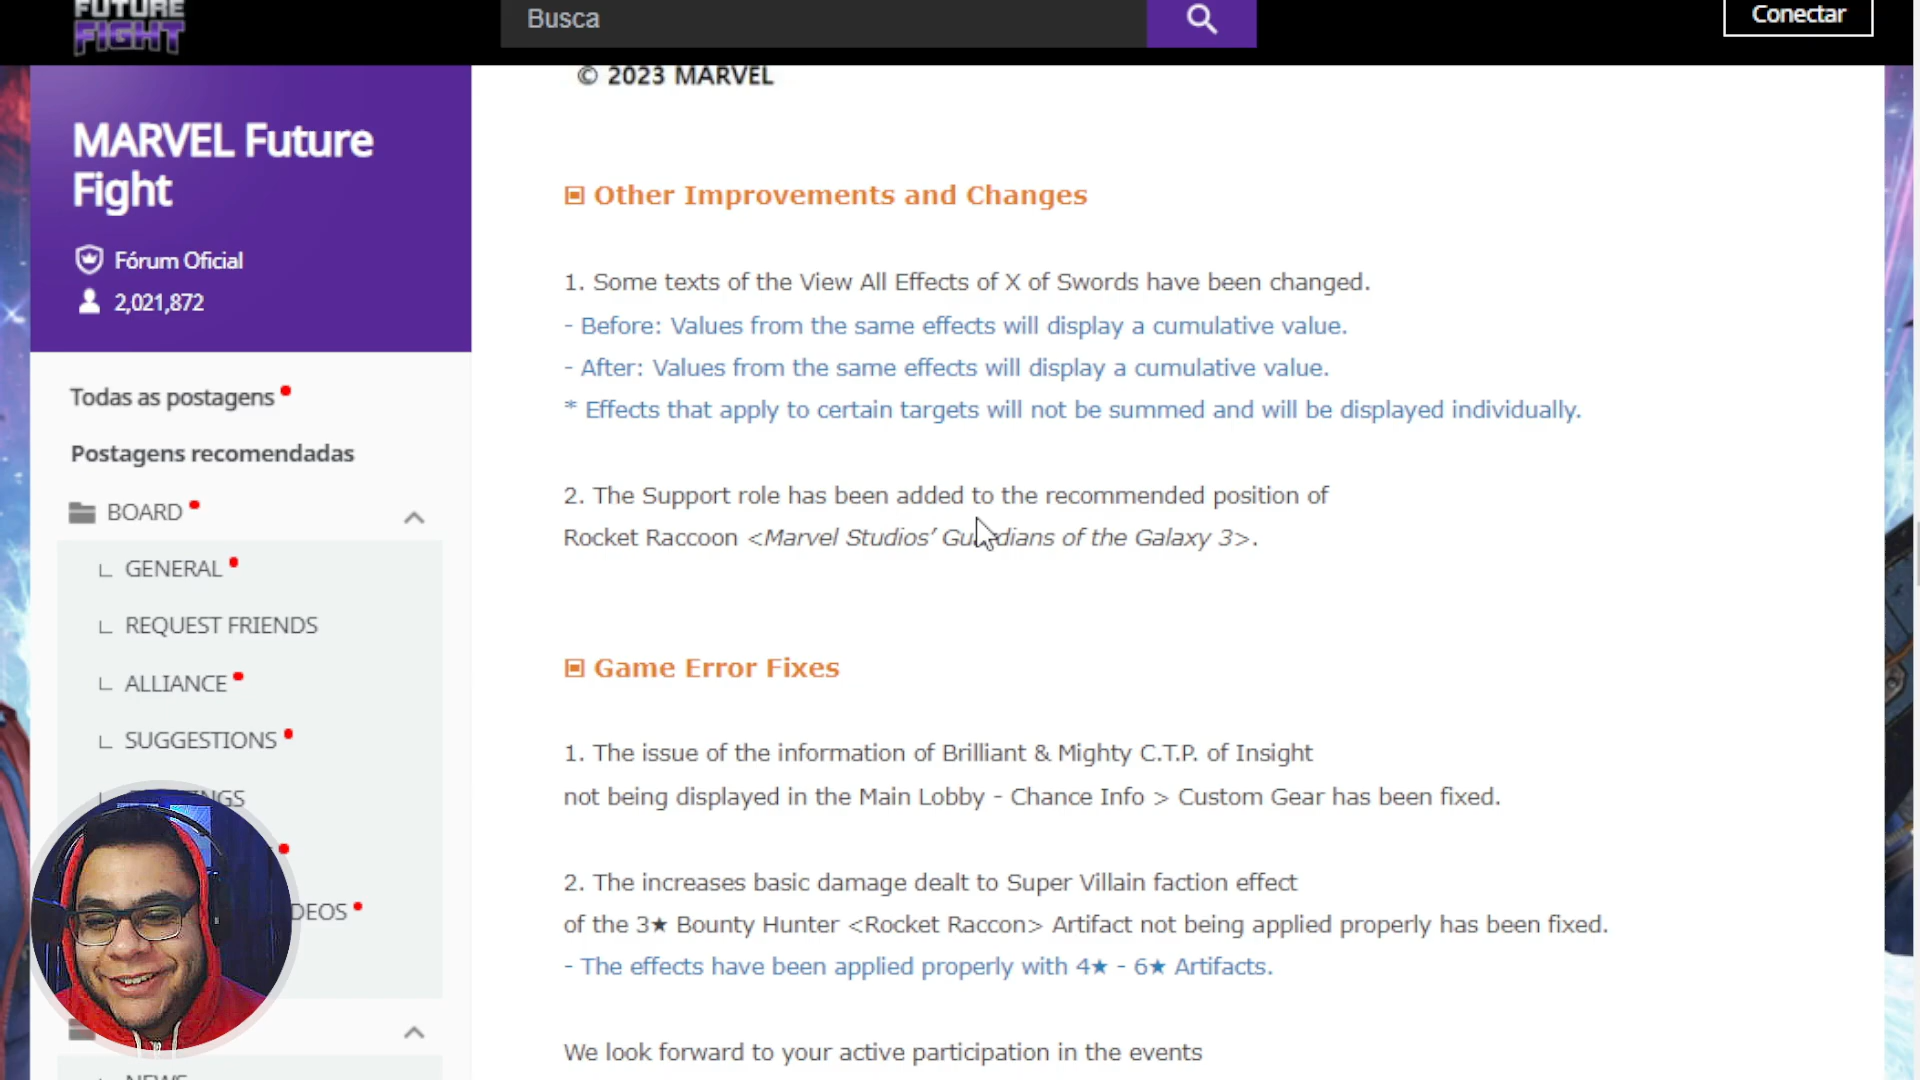 FUTURE
FIGHT
Busca
Conectar
© 2023 MARVEL
MARVEL Future
Fight
Fórum Oficial
2,021,872
Todas as postagens
Postagens recomendadas
BOARD
GENERAL
REQUEST FRIENDS
ALLIANCE
SUGGESTIONS
Other Improvements and Changes
1. Some texts of the View All Effects of X of Swords have been changed.
- Before: Values from the same effects will display a cumulative value.
- After: Values from the same effects will display a cumulative value.
* Effects that apply to certain targets will not be summed and will be displayed individually.
2. The Support role has been added to the recommended position of
Rocket Raccoon <Marvel Studios' Guardians of the Galaxy 3>.
Game Error Fixes
1. The issue of the information of Brilliant & Mighty C.T.P. of Insight
not being displayed in the Main Lobby - Chance Info > Custom Gear has been fixed.
2. The increases basic damage dealt to Super Villain faction effect
of the 3★ Bounty Hunter <Rocket Raccon> Artifact not being applied properly has been fixed.
- The effects have been applied properly with 4★ - 6★ Artifacts.
We look forward to your active participation in the events
NEWS